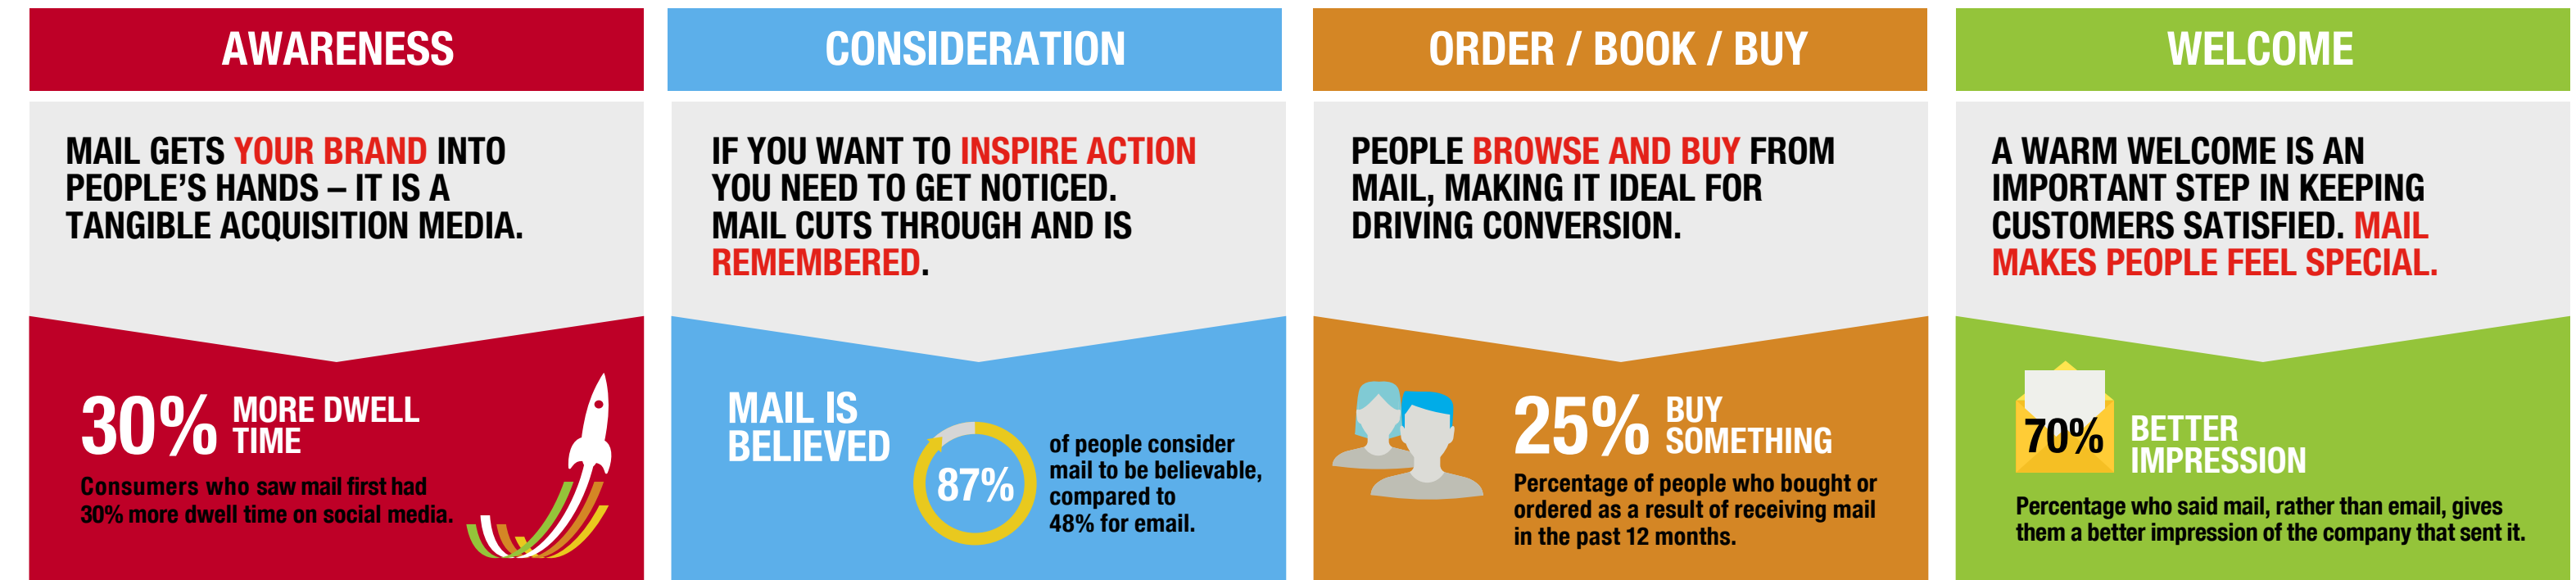 AWARENESS
MAIL GETS YOUR BRAND INTO
PEOPLE'S HANDS – IT IS A
TANGIBLE ACQUISITION MEDIA.
30% MORE DWELL
TIME
Consumers who saw mail first had
30% more dwell time on social media.
CONSIDERATION
IF YOU WANT TO INSPIRE ACTION
YOU NEED TO GET NOTICED.
MAIL CUTS THROUGH AND IS
REMEMBERED.
MAIL IS
BELIEVED
87%
of people consider
mail to be believable,
compared to
48% for email.
ORDER / BOOK / BUY
PEOPLE BROWSE AND BUY FROM
MAIL, MAKING IT IDEAL FOR
DRIVING CONVERSION.
25% BUY
SOMETHING
Percentage of people who bought or
ordered as a result of receiving mail
in the past 12 months.
WELCOME
A WARM WELCOME IS AN
IMPORTANT STEP IN KEEPING
CUSTOMERS SATISFIED. MAIL
MAKES PEOPLE FEEL SPECIAL.
70% BETTER
IMPRESSION
Percentage who said mail, rather than email, gives
them a better impression of the company that sent it.